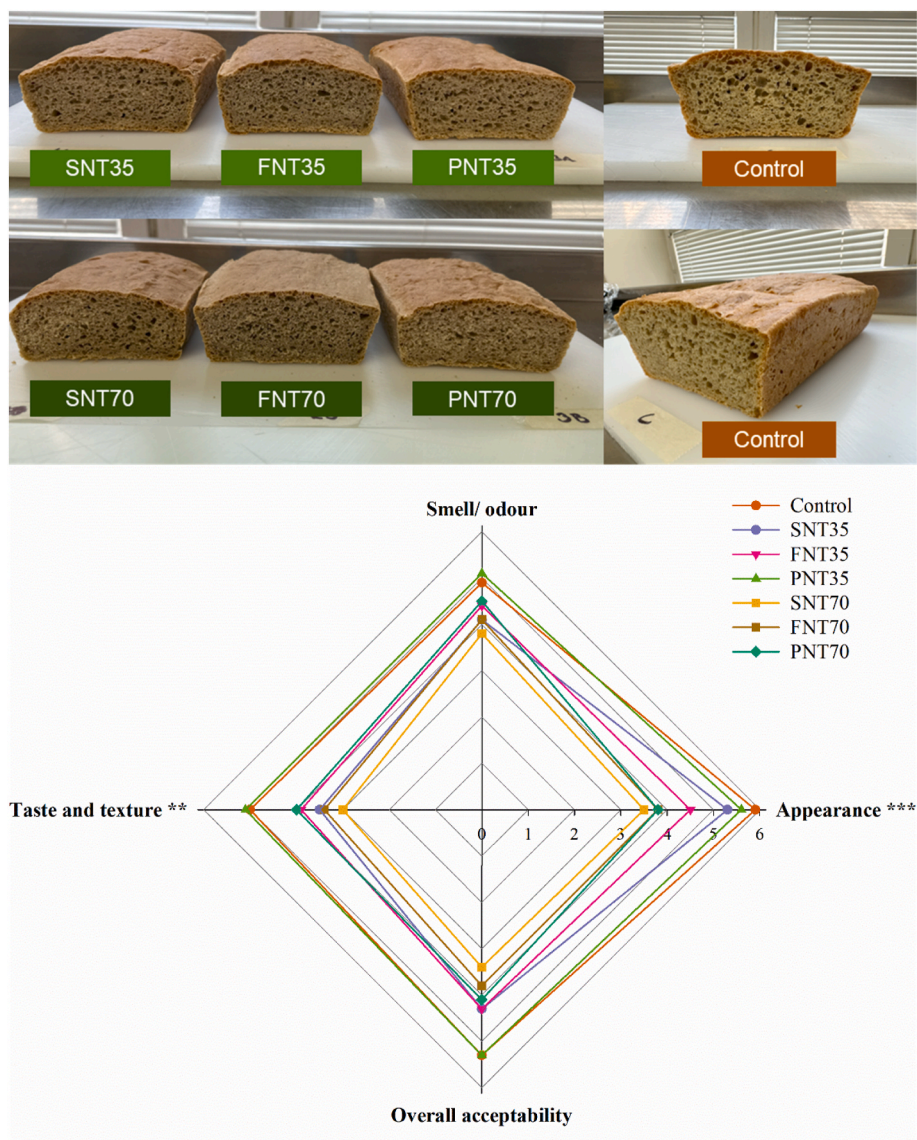 SNT35 FNT35 PNT35 Control
SNT70 FNT70 PNT70
3B
C
Control
Smell/ odour
Control
SNT35
FNT35
PNT35
SNT70
FNT70
PNT70
Taste and texture **
Appearance ***
0 1 2 3 4 5 6
Overall acceptability